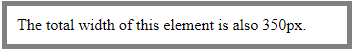 The total width of this element is also 350px.